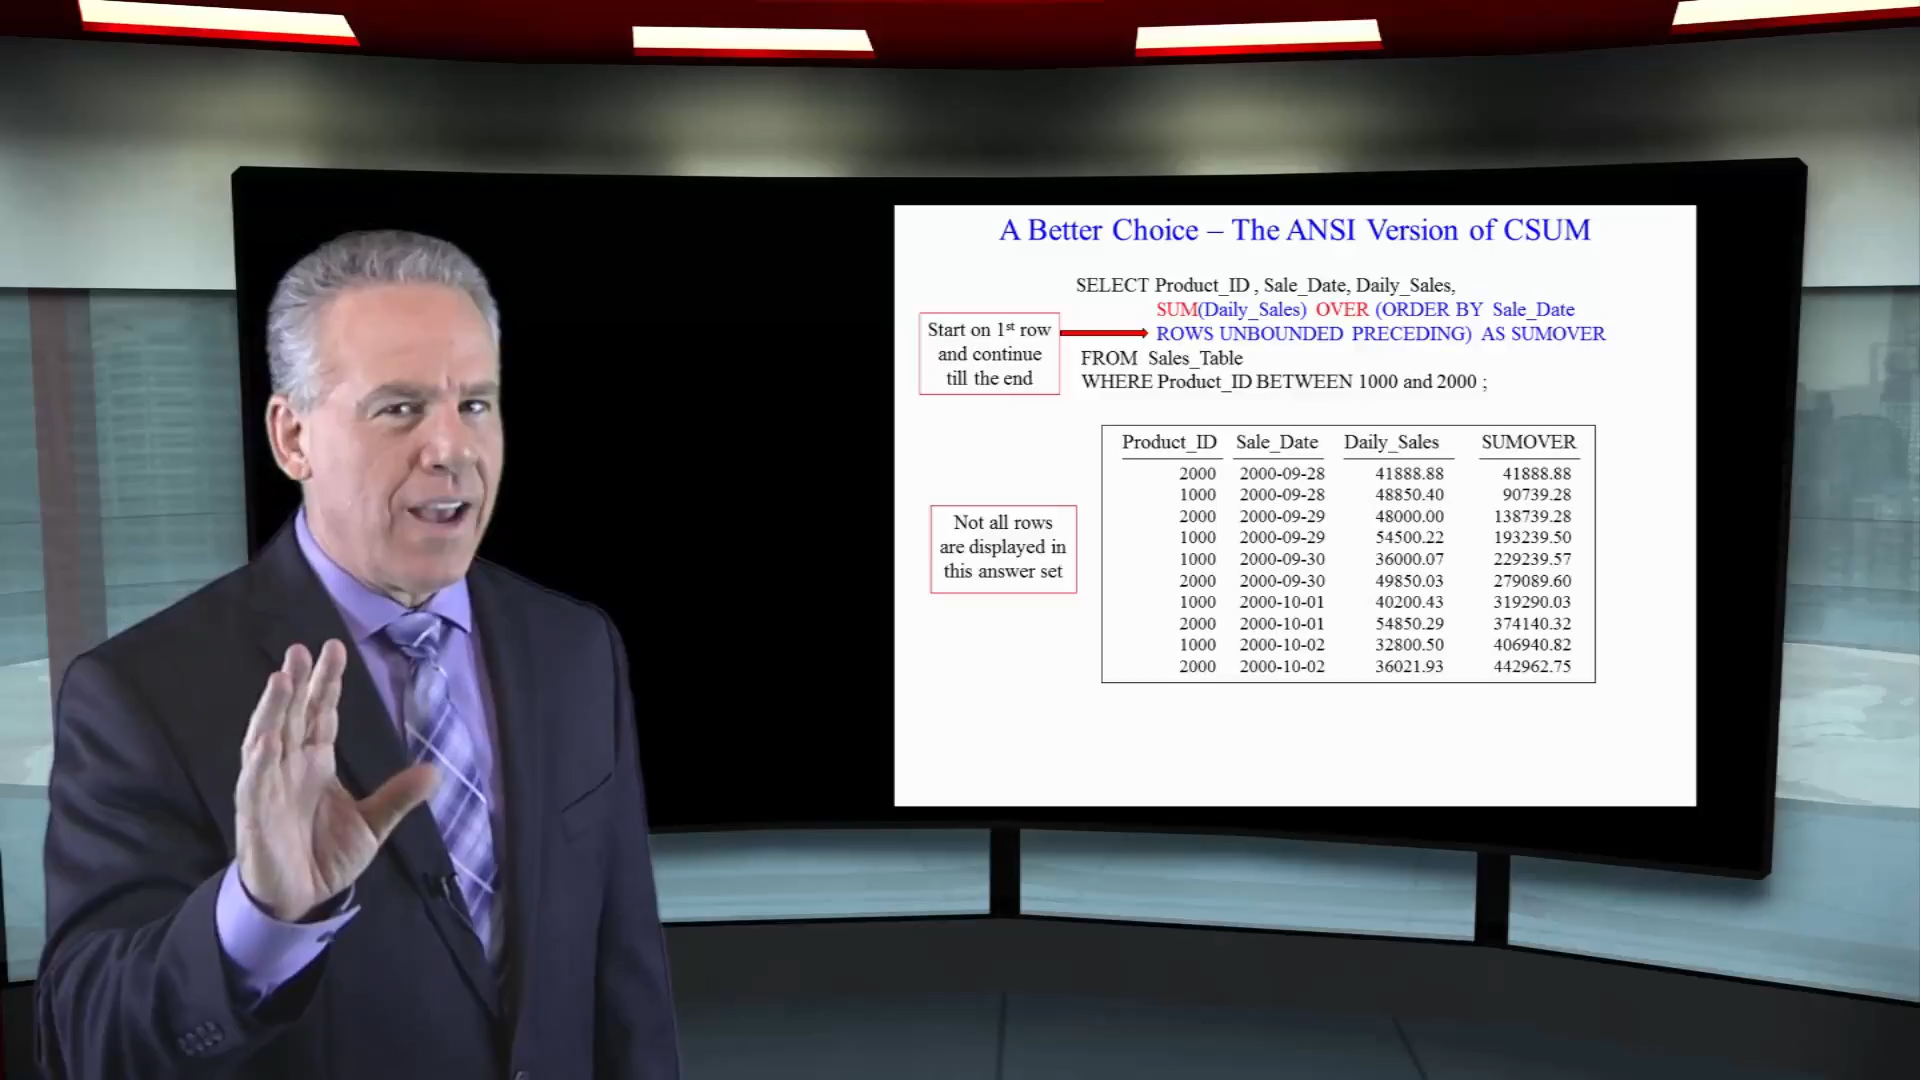 A Better Choice – The ANSI Version of CSUM
SELECT Product_ID , Sale_Date, Daily_Sales,
SUM(Daily_Sales) OVER (ORDER BY Sale_Date
ROWS UNBOUNDED PRECEDING) AS SUMOVER
FROM Sales_Table
WHERE Product_ID BETWEEN 1000 and 2000 ;
Start on 1st row
and continue
till the end
Not all rows
are displayed in
this answer set
Product_ID Sale_Date Daily_Sales SUMOVER
2000 2000-09-28 41888.88 41888.88
1000 2000-09-28 48850.40 90739.28
2000 2000-09-29 48000.00 138739.28
1000 2000-09-29 54500.22 193239.50
1000 2000-09-30 36000.07 229239.57
2000 2000-09-30 49850.03 279089.60
1000 2000-10-01 40200.43 319290.03
2000 2000-10-01 54850.29 374140.32
1000 2000-10-02 32800.50 406940.82
2000 2000-10-02 36021.93 442962.75